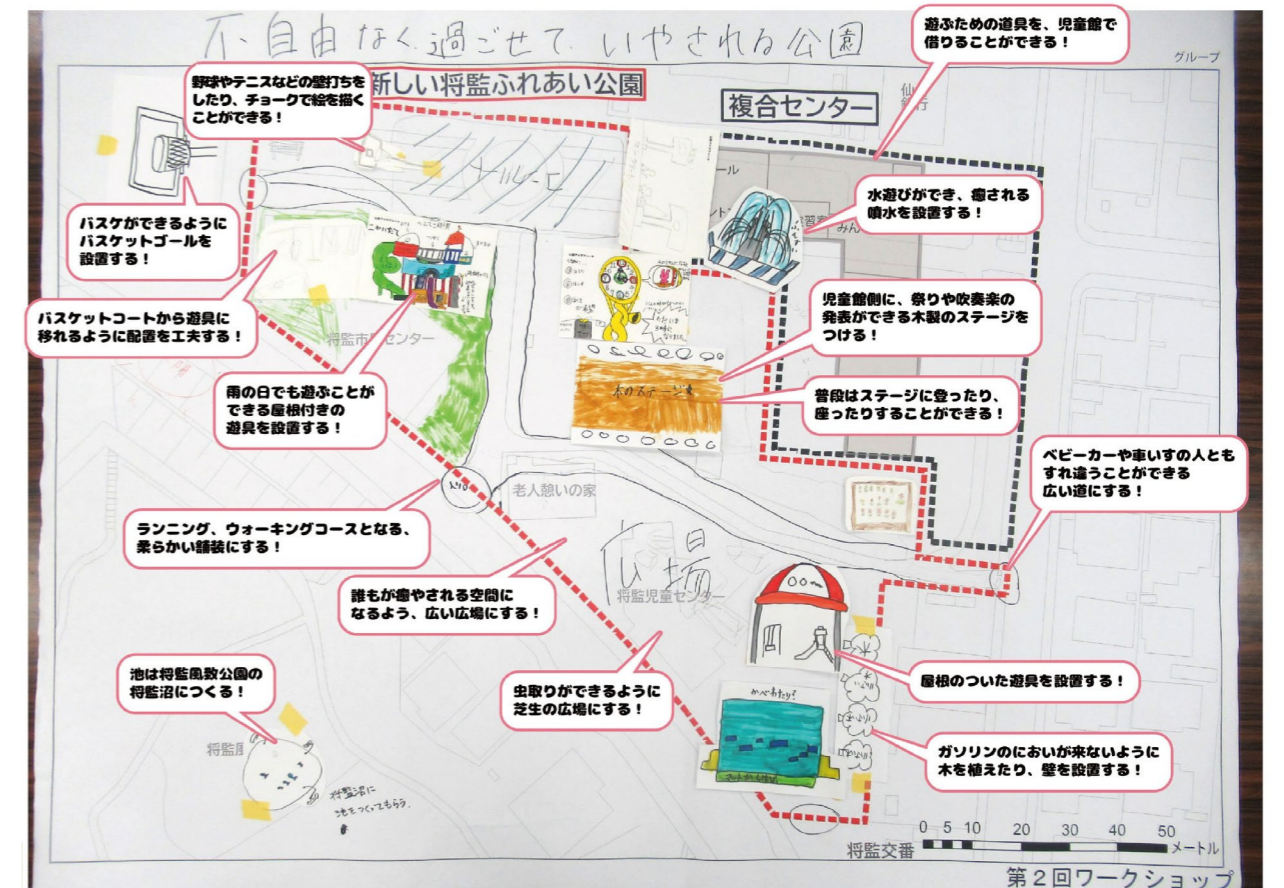 不自由なく過ごせて、いやされる公園
グループ
遊ぶための道具を、児童館で
借りることができる！
野球やテニスなどの壁打ちを
したり、チョークで絵を描く
ことができる！
新しい将監ふれあい公園
複合センター
水遊びができ、癒される
噴水を設置する！
バスケができるように
バスケットゴールを
設置する！
児童館側に、祭りや吹奏楽の
発表ができる木製のステージを
つける！
バスケットコートから遊具に
移れるように配置を工夫する！
将監市民センター
木のステージ
雨の日でも遊ぶことが
できる屋根付きの
遊具を設置する！
普段はステージに登ったり、
座ったりすることができる！
ベビーカーや車いすの人とも
すれ違うことができる
広い道にする！
入口
老人憩いの家
ランニング、ウォーキングコースとなる、
柔らかい舗装にする！
広場
将監児童センター
誰もが癒やされる空間に
なるよう、広い広場にする！
池は将監風致公園の
将監沼につくる！
虫取りができるように
芝生の広場にする！
屋根のついた遊具を設置する！
かべわたり？
ガソリンのにおいが来ないように
木を植えたり、壁を設置する！
将監風
将監沼に
池をつくってもらう。
0 5 10 20 30 40 50
メートル
将監交番
第2回ワークショップ